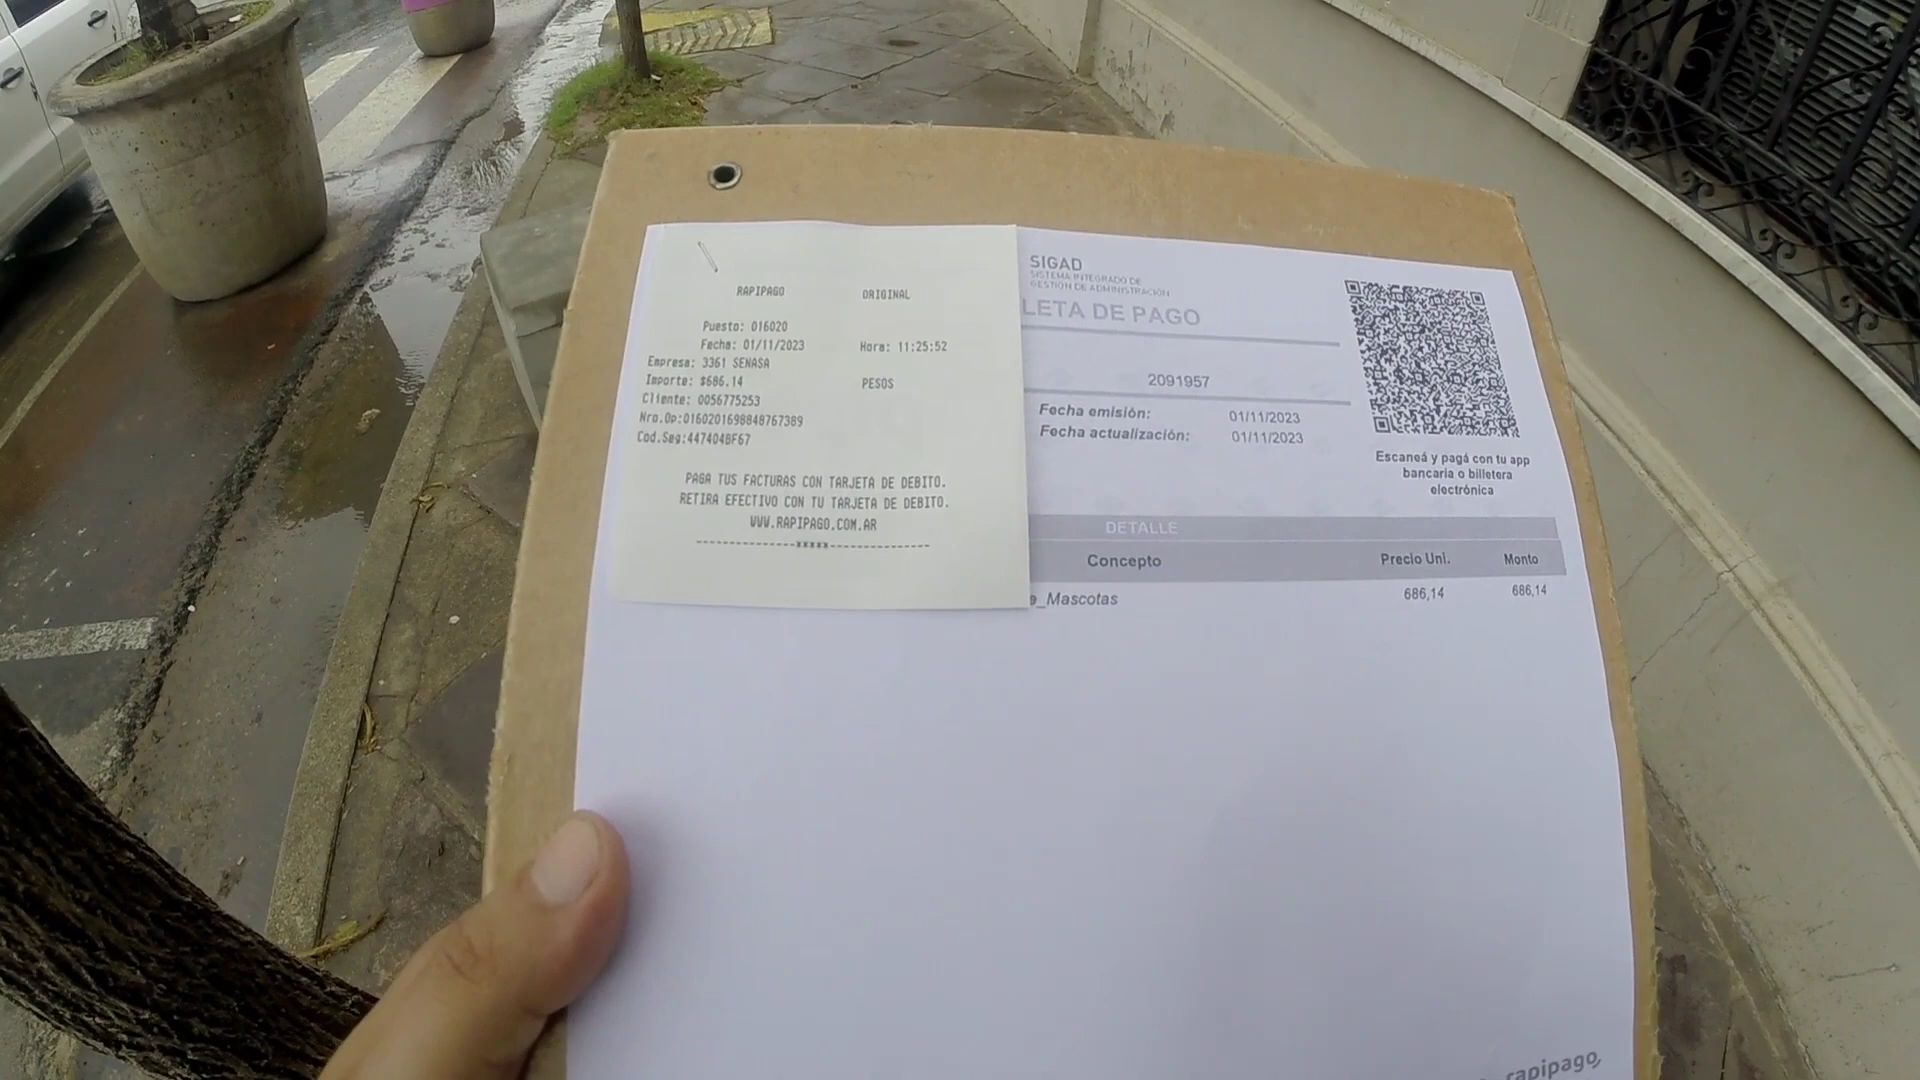 RAPIPAGO ORIGINAL
Puesto: 016020
Fecha: 01/11/2023 Hora: 11:25:52
Empresa: 3361 SENASA
Importe: $686.14 PESOS
Cliente: 0056775253
Nro.Op:0160201698848767389
Cod.Seg:447404BF67
PAGA TUS FACTURAS CON TARJETA DE DEBITO.
RETIRA EFECTIVO CON TU TARJETA DE DEBITO.
WWW.RAPIPAGO.COM.AR
SIGAD
SISTEMA INTEGRADO DE
GESTIÓN DE ADMINISTRACIÓN
LETA DE PAGO
2091957
Fecha emisión: 01/11/2023
Fecha actualización: 01/11/2023
Escaneá y pagá con tu app
bancaria o billetera
electrónica
DETALLE
Concepto Precio Uni. Monto
e_Mascotas 686,14 686,14
rapipago